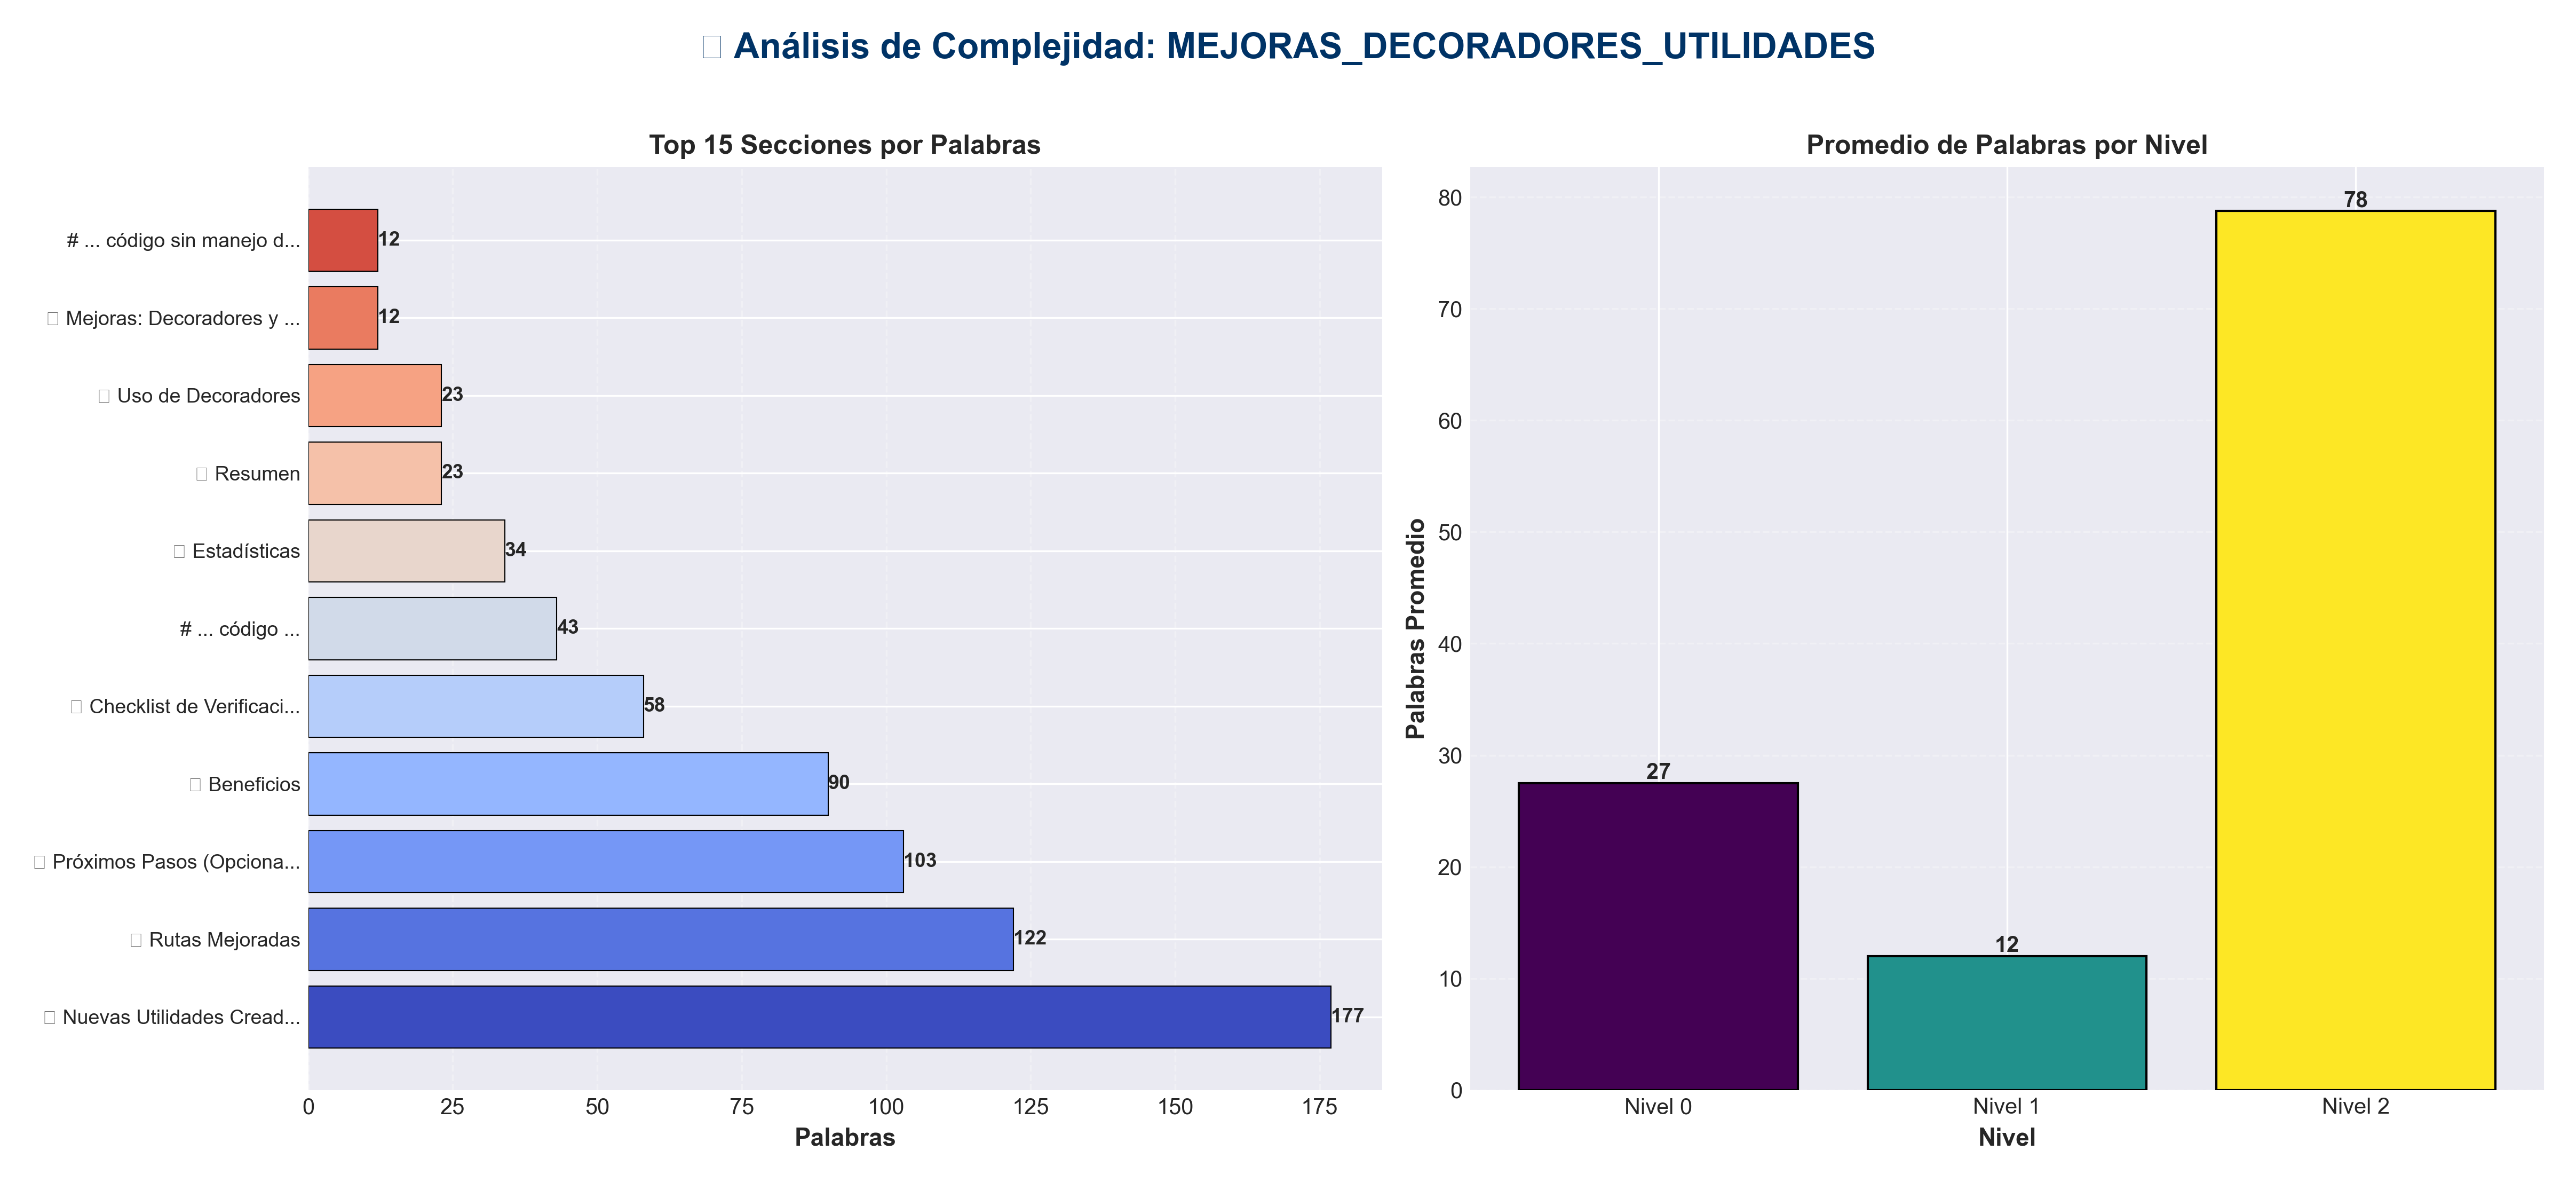 Análisis de Complejidad: MEJORAS_DECORADORES_UTILIDADES
Top 15 Secciones por Palabras
# ... código sin manejo d... 12
Mejoras: Decoradores y ... 12
Uso de Decoradores 23
Resumen 23
Estadísticas 34
# ... código ... 43
Checklist de Verificaci... 58
Beneficios 90
Próximos Pasos (Opciona... 103
Rutas Mejoradas 122
Nuevas Utilidades Cread... 177
0 25 50 75 100 125 150 175
Palabras
Promedio de Palabras por Nivel
Palabras Promedio
80
70
60
50
40
30
20
10
0
27
12
78
Nivel 0 Nivel 1 Nivel 2
Nivel